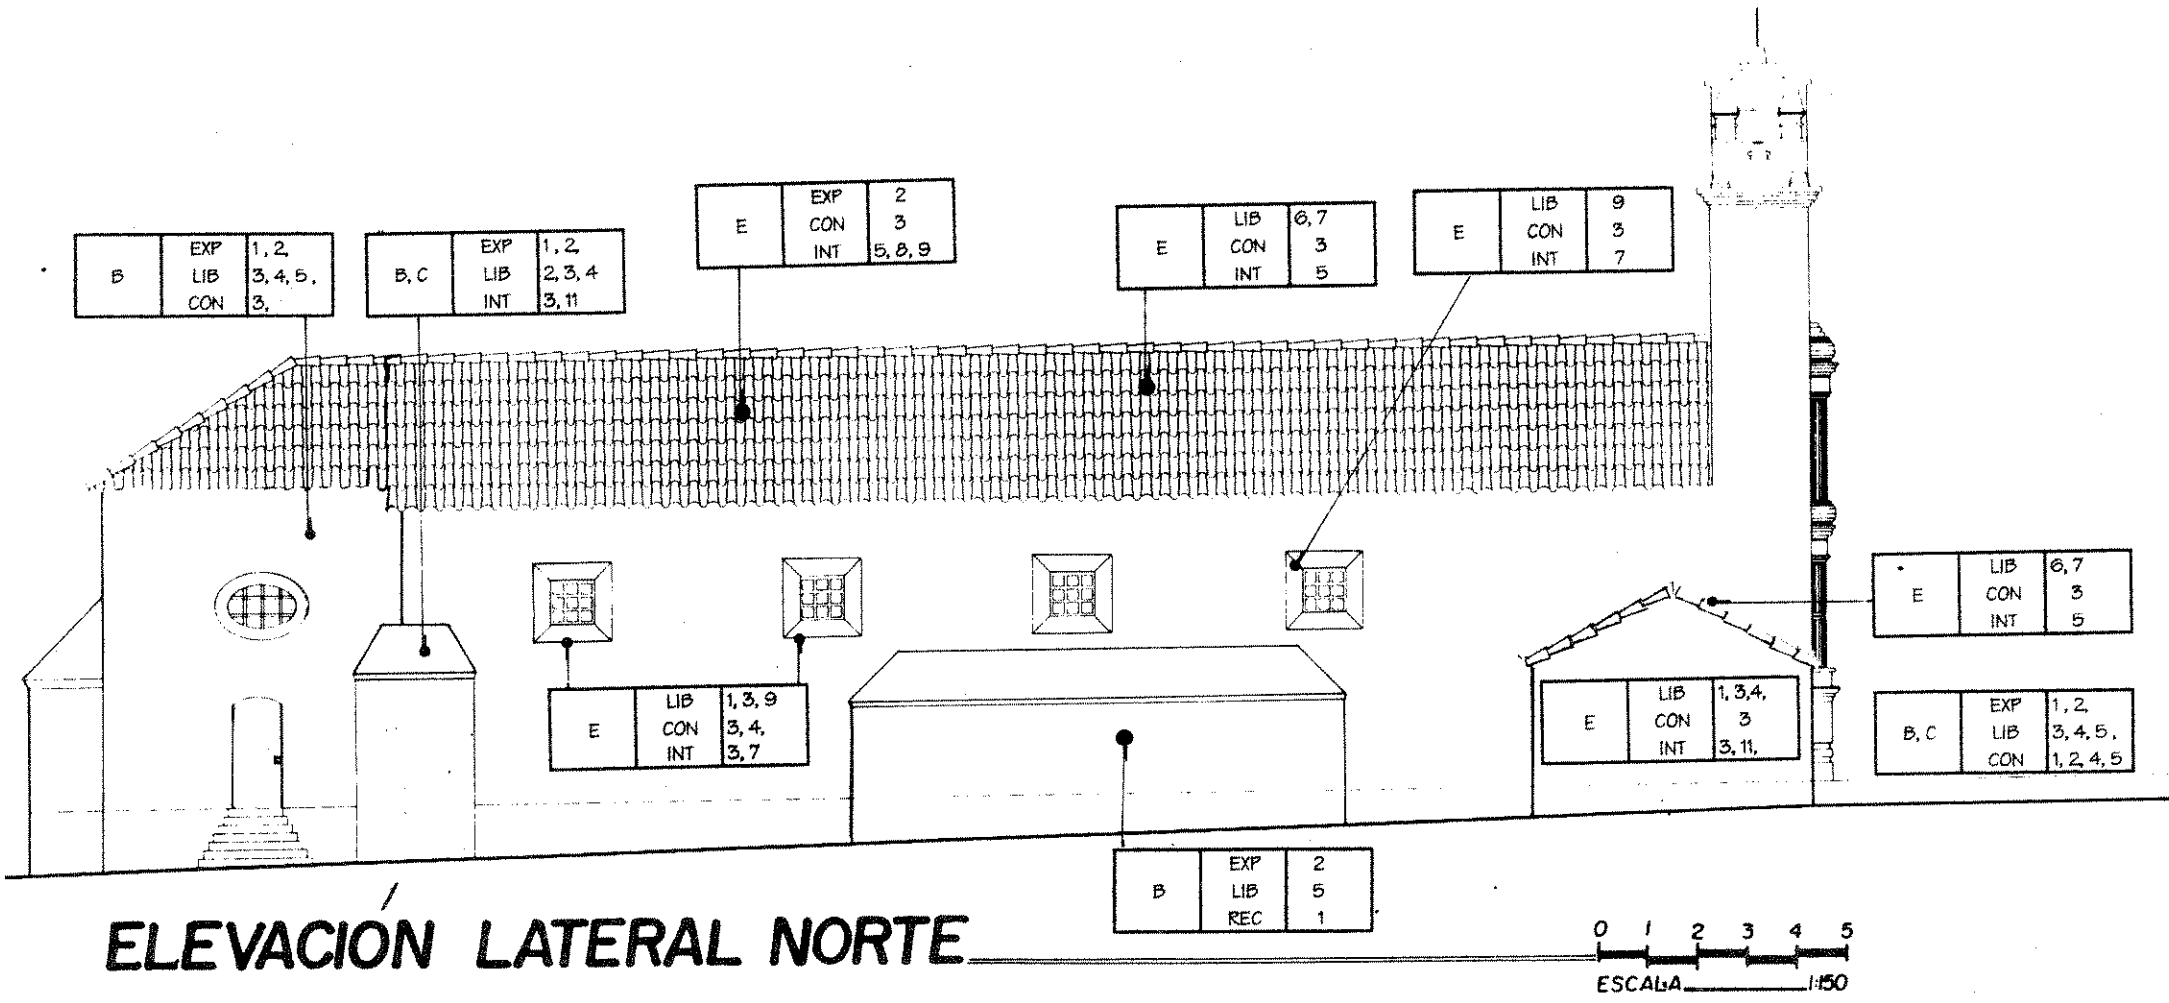 E
EXP 2
CON 3
INT 5, 8, 9
E
LIB 6, 7
CON 3
INT 5
E
LIB 9
CON 3
INT 7
B
EXP 1, 2,
LIB 3, 4, 5,
CON 3,
B, C
EXP 1, 2,
LIB 2, 3, 4
INT 3, 11
E
LIB 6, 7
CON 3
INT 5
E
LIB 1, 3, 9
CON 3, 4,
INT 3, 7
E
LIB 1, 3, 4,
CON 3
INT 3, 11,
B, C
EXP 1, 2,
LIB 3, 4, 5,
CON 1, 2, 4, 5
B
EXP 2
LIB 5
REC 1
ELEVACIÓN LATERAL NORTE
0 1 2 3 4 5
ESCALA 1:150